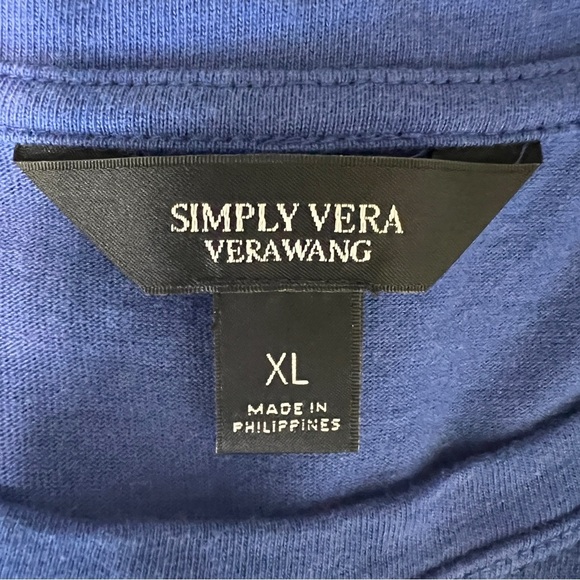 SIMPLY VERA
VERAWANG
XL
MADE IN
PHILIPPINES